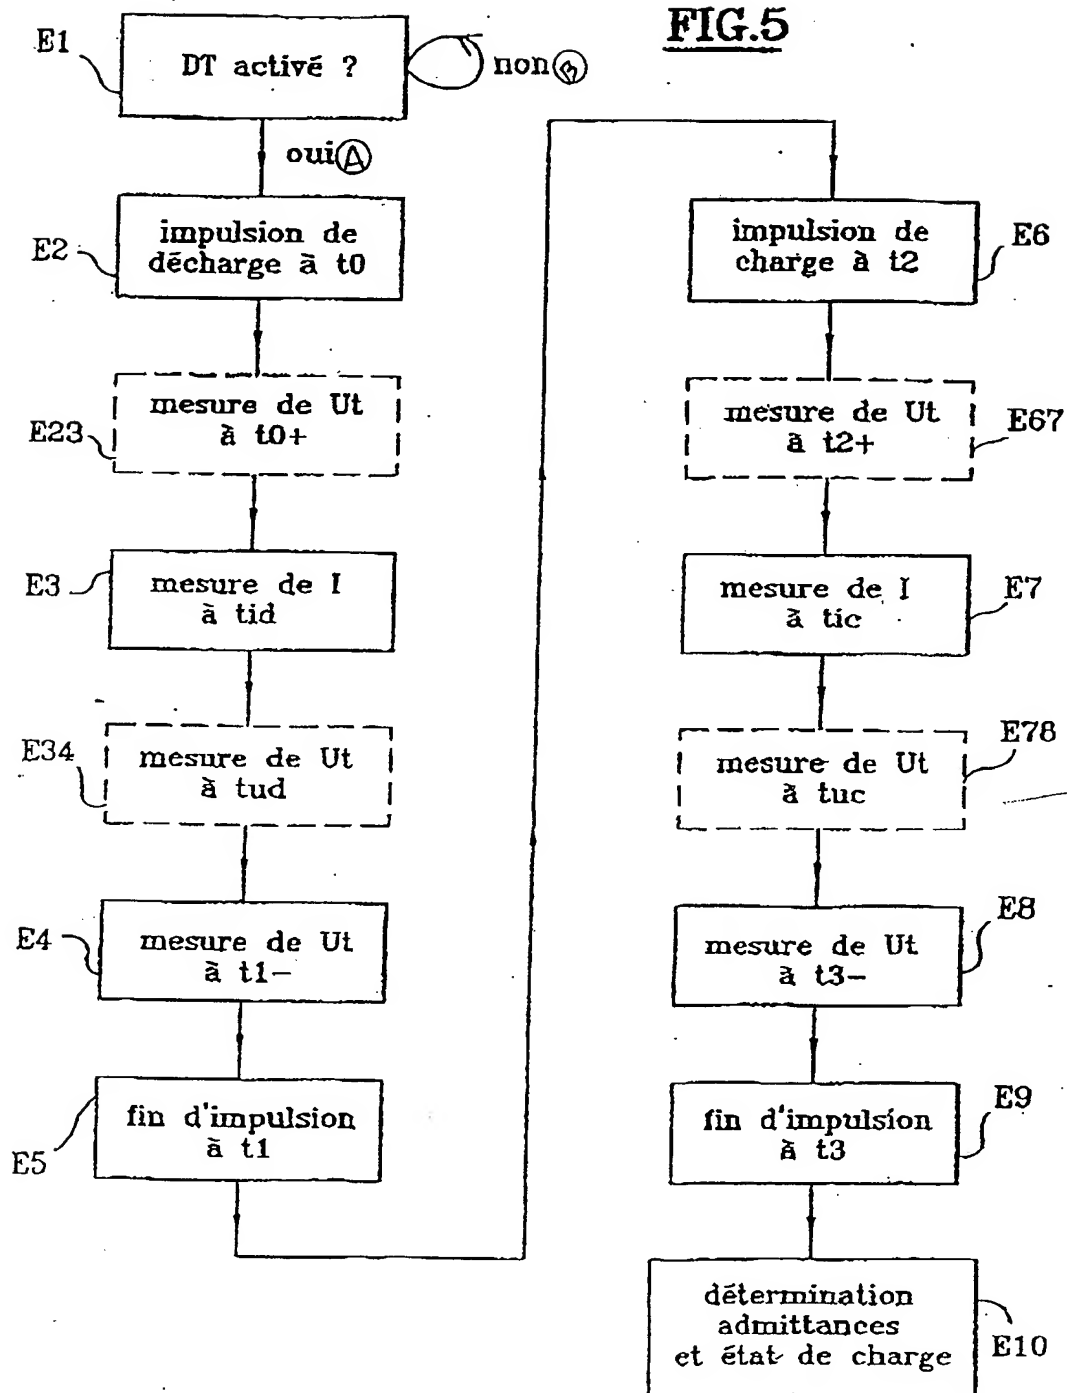 FIG.5
E1
DT activé ?
non B
oui A
E2
impulsion de
décharge à t0
E23
mesure de Ut
à t0+
E3
mesure de I
à tid
E34
mesure de Ut
à tud
E4
mesure de Ut
à t1-
E5
fin d'impulsion
à t1
impulsion de
charge à t2
E6
mesure de Ut
à t2+
E67
mesure de I
à tic
E7
mesure de Ut
à tuc
E78
mesure de Ut
à t3-
E8
fin d'impulsion
à t3
E9
détermination
admittances
et état de charge
E10